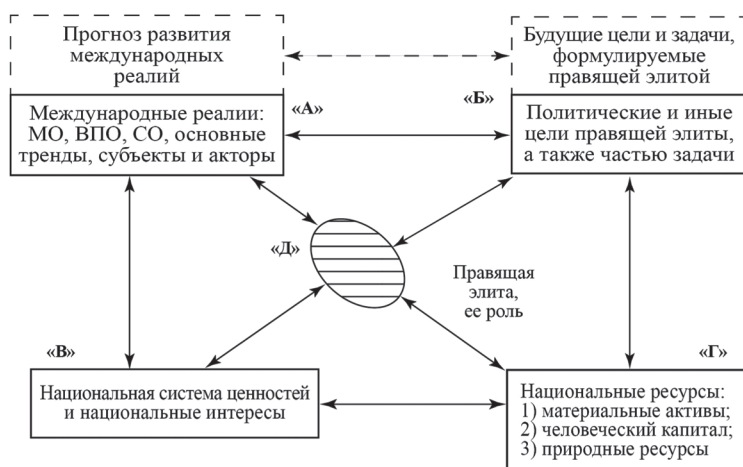 Прогноз развития
международных
реалий
Будущие цели и задачи,
формулируемые
правящей элитой
Международные реалии:
МО, ВПО, СО, основные
тренды, субъекты и акторы
«А»
«Б»
Политические и иные
цели правящей элиты,
а также частью задачи
«Д»
Правящая
элита,
ее роль
«В»
«Г»
Национальная система ценностей
и национальные интересы
Национальные ресурсы:
1) материальные активы;
2) человеческий капитал;
3) природные ресурсы